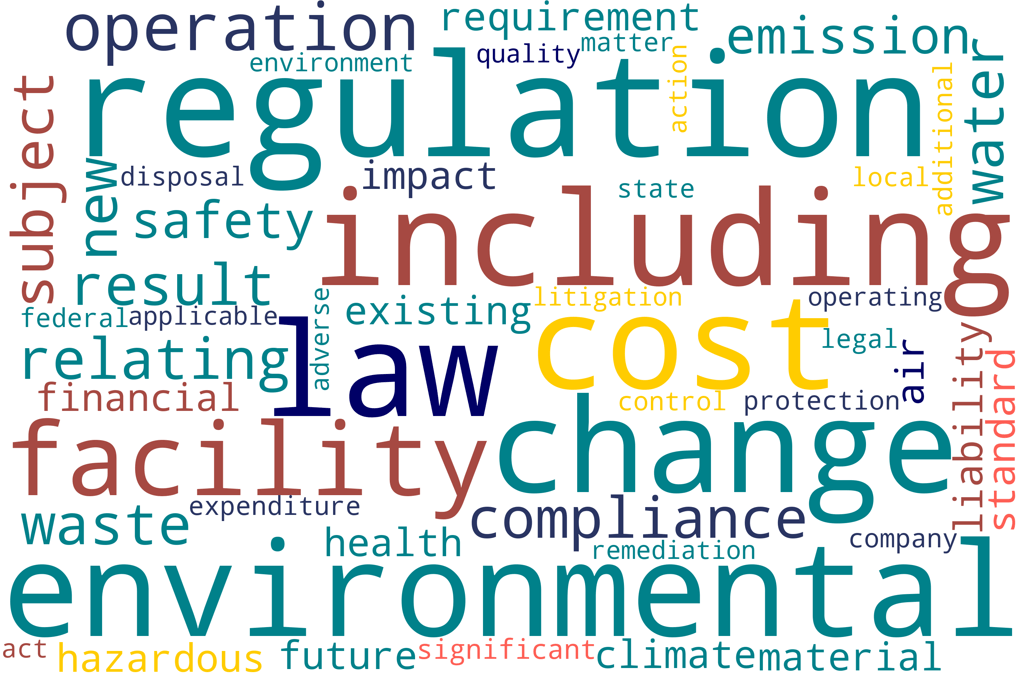 operation
requirement
emission
environment
quality
matter
action
regulation
subject
new
disposal
impact
state
local
additional
water
safety
including
result
federal
applicable
adverse
existing
litigation
operating
relating
law
cost
legal
air
liability
standard
financial
control
protection
facility
change
expenditure
waste
compliance
company
health
remediation
environmental
act
hazardous
future
significant
climate
material